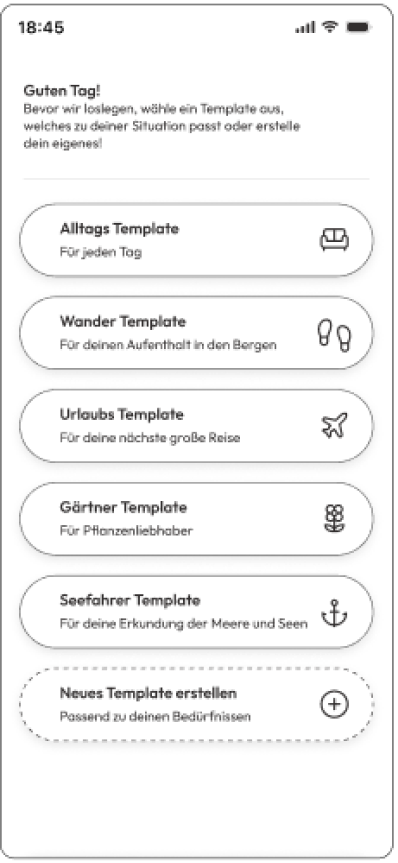 18:45
Guten Tag!
Bevor wir loslegen, wähle ein Template aus,
welches zu deiner Situation passt oder erstelle
dein eigenes!
Alltags Template
Für jeden Tag
Wander Template
Für deinen Aufenthalt in den Bergen
Urlaubs Template
Für deine nächste große Reise
Gärtner Template
Für Pflanzenliebhaber
Seefahrer Template
Für deine Erkundung der Meere und Seen
Neues Template erstellen
Passend zu deinen Bedürfnissen